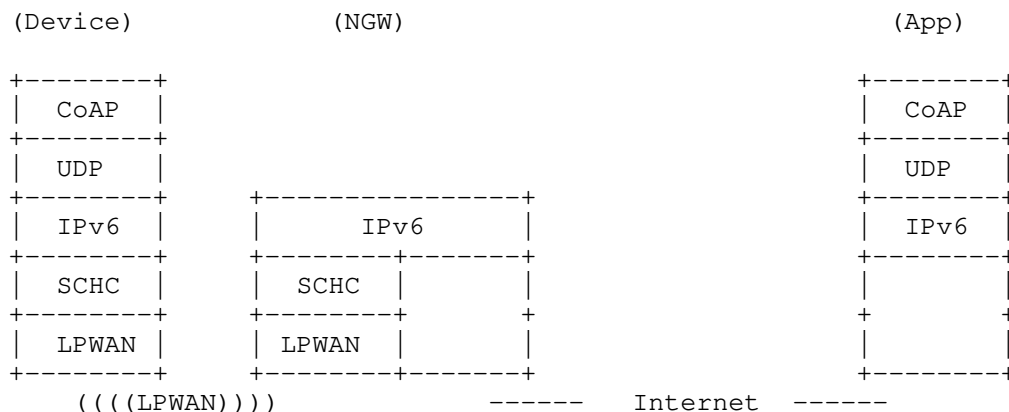 (Device) (NGW) (App)
+--------+ +--------+
| CoAP | | CoAP |
+--------+ +--------+
| UDP | | UDP |
+--------+ +----------------+ +--------+
| IPv6 | | IPv6 | | IPv6 |
+--------+ +--------+-------+ +--------+
| SCHC | | SCHC | | | |
+--------+ +--------+ + + +
| LPWAN | | LPWAN | | | |
+--------+ +--------+-------+ +--------+
((((LPWAN)))) ------ Internet ------